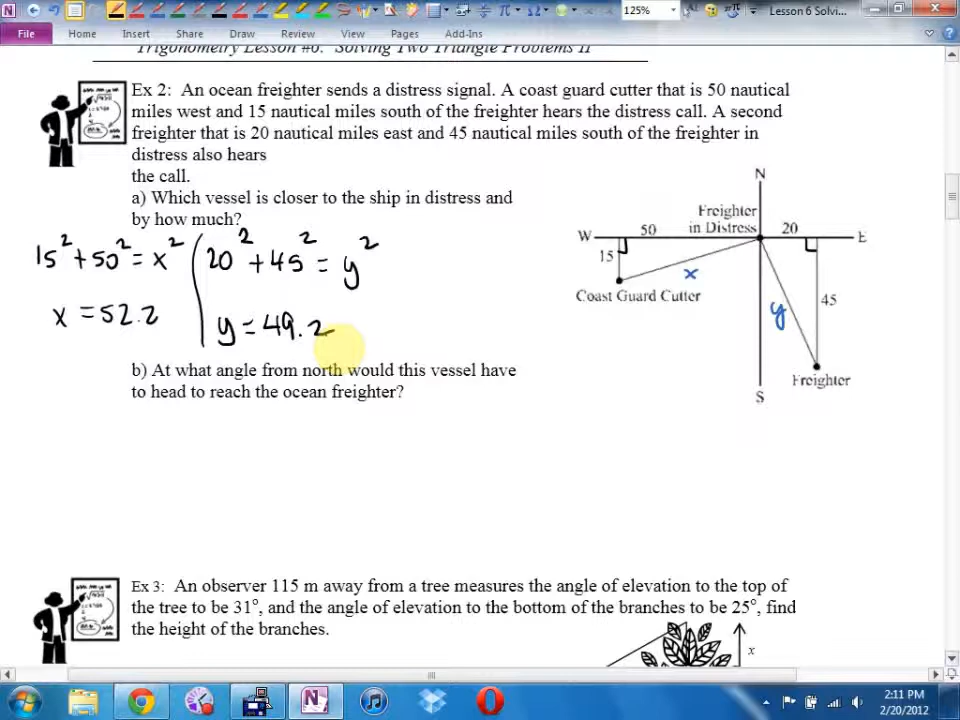 125%
Lesson 6 Solvi...
File Home Insert Share Draw Review View Pages Add-Ins
Trigonometry Lesson #6: Solving Two Triangle Problems II
Ex 2: An ocean freighter sends a distress signal. A coast guard cutter that is 50 nautical
miles west and 15 nautical miles south of the freighter hears the distress call. A second
freighter that is 20 nautical miles east and 45 nautical miles south of the freighter in
distress also hears
the call.
a) Which vessel is closer to the ship in distress and
by how much?
15² + 50² = x²
x = 52.2
20² + 45² = y²
y = 49.2
N
Freighter
in Distress
W 50 20 E
15
x
Coast Guard Cutter
y
45
Freighter
S
b) At what angle from north would this vessel have
to head to reach the ocean freighter?
Ex 3: An observer 115 m away from a tree measures the angle of elevation to the top of
the tree to be 31°, and the angle of elevation to the bottom of the branches to be 25°, find
the height of the branches.
x
2:11 PM
2/20/2012